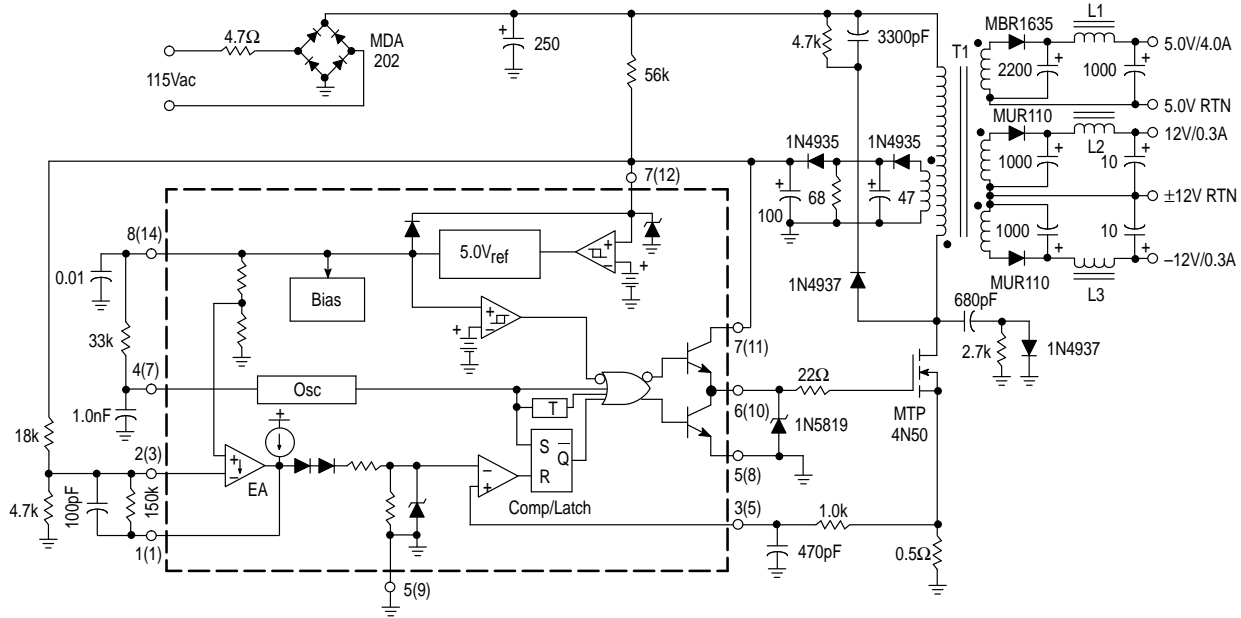 4.7Ω
MDA
202
115Vac
+
250
56k
4.7k
3300pF
T1
MBR1635
L1
+
2200
+
1000
5.0V/4.0A
5.0V RTN
MUR110
+
1000
L2
+
10
12V/0.3A
±12V RTN
1000
+
10
+
MUR110
L3
–12V/0.3A
1N4935
1N4935
+
100
68
+
47
7(12)
8(14)
0.01
5.0Vref
+
–
+
Bias
+
–
+
1N4937
680pF
2.7k
1N4937
33k
7(11)
4(7)
Osc
T
22Ω
6(10)
MTP
4N50
1.0nF
18k
1N5819
S
Q
R
5(8)
2(3)
+
–
EA
–
+
Comp/Latch
4.7k
100pF
150k
1(1)
3(5)
1.0k
470pF
0.5Ω
5(9)